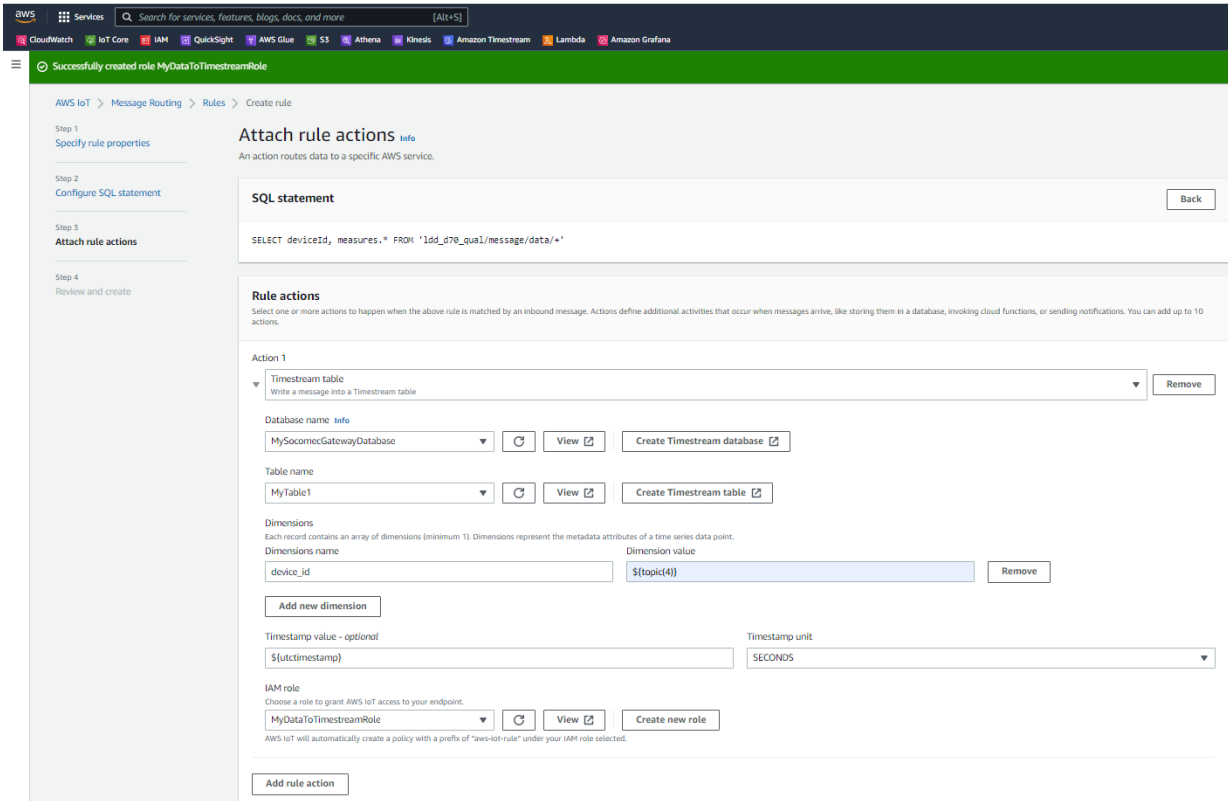 aws Services Search for services, features, blogs, docs, and more [Alt+S]
CloudWatch IoT Core IAM QuickSight AWS Glue S3 Athena Kinesis Amazon Timestream Lambda Amazon Grafana
Successfully created role MyDataToTimestreamRole
AWS IoT > Message Routing > Rules > Create rule
Step 1
Specify rule properties
Step 2
Configure SQL statement
Step 3
Attach rule actions
Step 4
Review and create
Attach rule actions Info
An action routes data to a specific AWS service.
SQL statement
Back
SELECT deviceId, measures.* FROM 'ldd_d70_qual/message/data/+'
Rule actions
Select one or more actions to happen when the above rule is matched by an inbound message. Actions define additional activities that occur when messages arrive, like storing them in a database, invoking cloud functions, or sending notifications. You can add up to 10
actions.
Action 1
Timestream table
Write a message into a Timestream table
Remove
Database name Info
MySocomecGatewayDatabase View Create Timestream database
Table name
MyTable1 View Create Timestream table
Dimensions
Each record contains an array of dimensions (minimum 1). Dimensions represent the metadata attributes of a time series data point.
Dimensions name Dimension value
device_id ${topic(4)} Remove
Add new dimension
Timestamp value - optional Timestamp unit
${utctimestamp} SECONDS
IAM role
Choose a role to grant AWS IoT access to your endpoint.
MyDataToTimestreamRole View Create new role
AWS IoT will automatically create a policy with a prefix of "aws-iot-rule" under your IAM role selected.
Add rule action